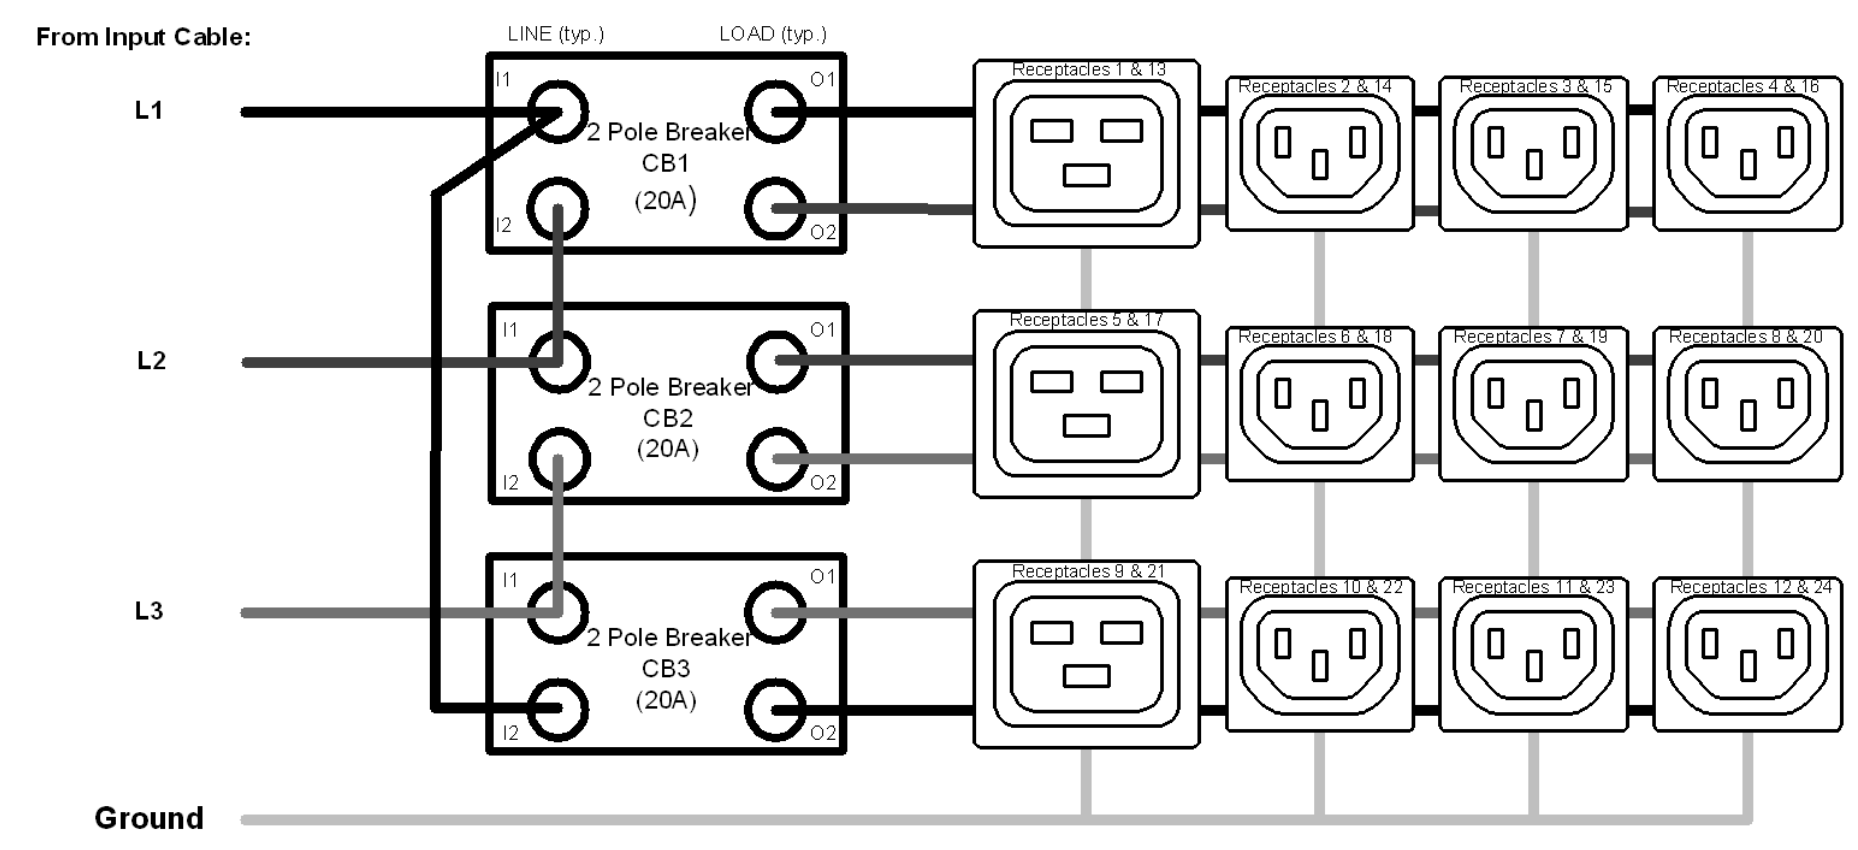 From Input Cable:
LINE (typ.)
LOAD (typ.)
L1
I1
O1
2 Pole Breaker
CB1
(20A)
I2
O2
Receptacles 1 & 13
Receptacles 2 & 14
Receptacles 3 & 15
Receptacles 4 & 16
L2
I1
O1
2 Pole Breaker
CB2
(20A)
I2
O2
Receptacles 5 & 17
Receptacles 6 & 18
Receptacles 7 & 19
Receptacles 8 & 20
L3
I1
O1
2 Pole Breaker
CB3
(20A)
I2
O2
Receptacles 9 & 21
Receptacles 10 & 22
Receptacles 11 & 23
Receptacles 12 & 24
Ground